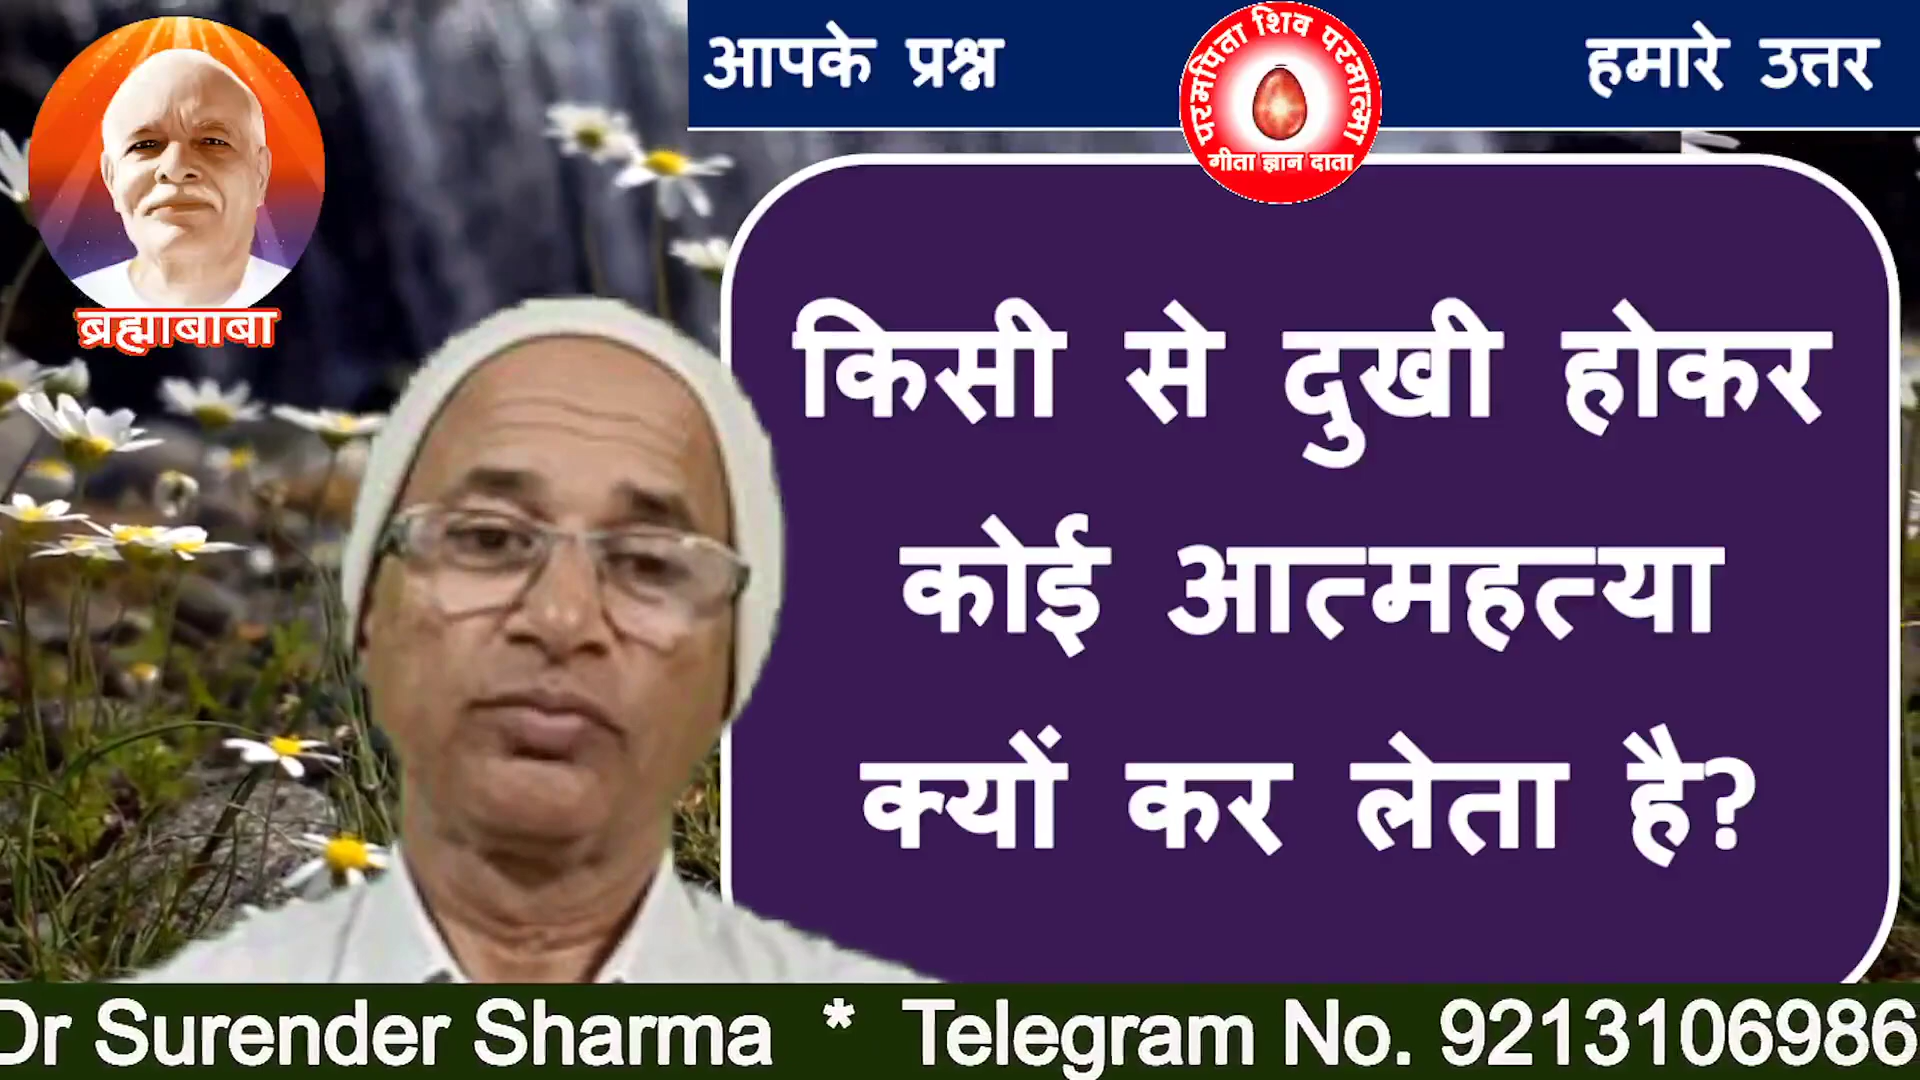 आपके प्रश्न
हमारे उत्तर
परमपिता शिव परमात्मा
गीता ज्ञान दाता
ब्रह्माबाबा
किसी से दुखी होकर
कोई आत्महत्या
क्यों कर लेता है?
Dr Surender Sharma * Telegram No. 9213106986